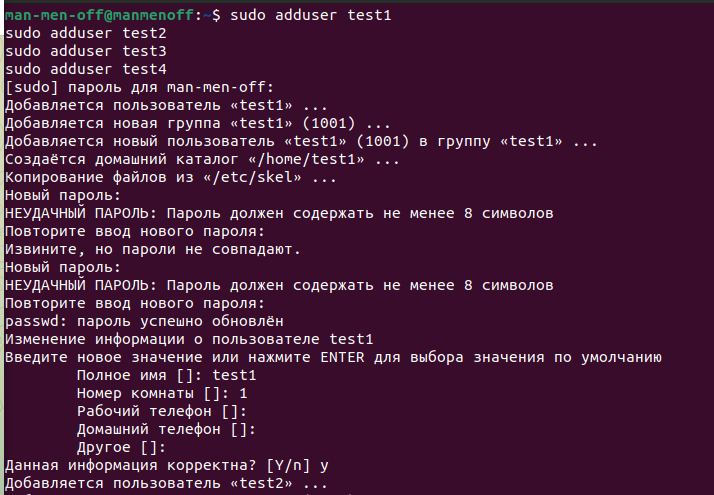 man-men-off@manmenoff:~$ sudo adduser test1
sudo adduser test2
sudo adduser test3
sudo adduser test4
[sudo] пароль для man-men-off:
Добавляется пользователь «test1» ...
Добавляется новая группа «test1» (1001) ...
Добавляется новый пользователь «test1» (1001) в группу «test1» ...
Создаётся домашний каталог «/home/test1» ...
Копирование файлов из «/etc/skel» ...
Новый пароль:
НЕУДАЧНЫЙ ПАРОЛЬ: Пароль должен содержать не менее 8 символов
Повторите ввод нового пароля:
Извините, но пароли не совпадают.
Новый пароль:
НЕУДАЧНЫЙ ПАРОЛЬ: Пароль должен содержать не менее 8 символов
Повторите ввод нового пароля:
passwd: пароль успешно обновлён
Изменение информации о пользователе test1
Введите новое значение или нажмите ENTER для выбора значения по умолчанию
Полное имя []: test1
Номер комнаты []: 1
Рабочий телефон []:
Домашний телефон []:
Другое []:
Данная информация корректна? [Y/n] y
Добавляется пользователь «test2» ...